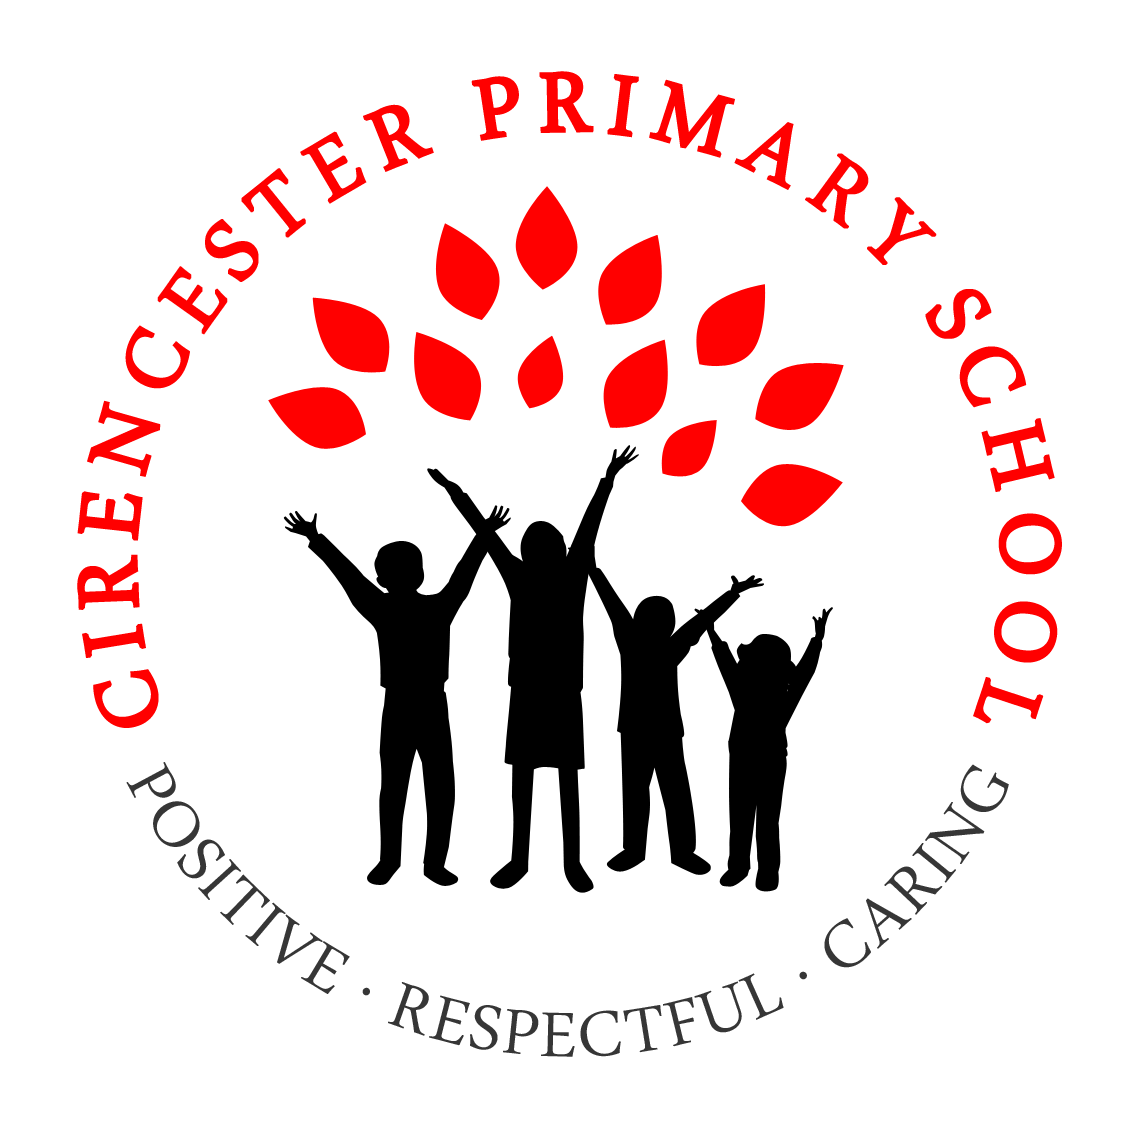 CIRENCESTER PRIMARY SCHOOL
POSITIVE · RESPECTFUL · CARING